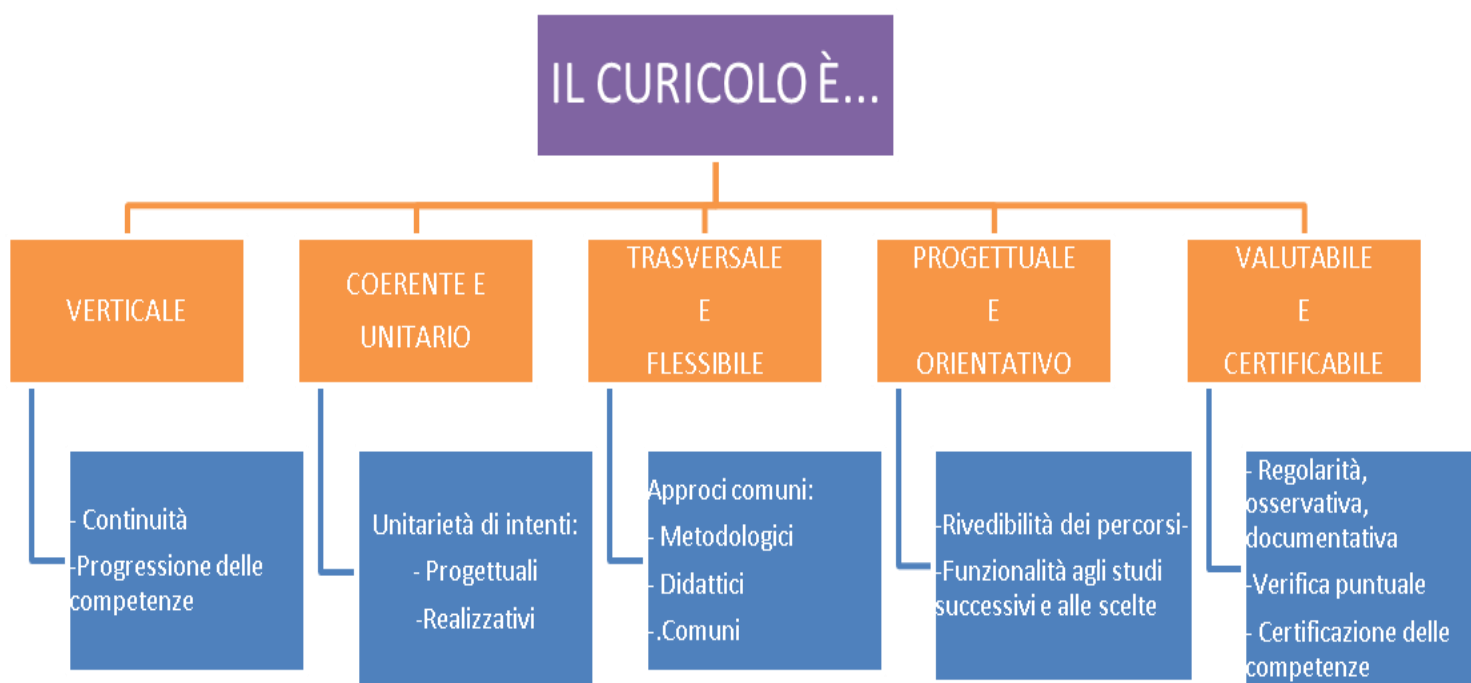 IL CURICOLO È...
VERTICALE
COERENTE E
UNITARIO
TRASVERSALE
E
FLESSIBILE
PROGETTUALE
E
ORIENTATIVO
VALUTABILE
E
CERTIFICABILE
- Continuità
-Progressione delle
competenze
Unitarietà di intenti:
- Progettuali
-Realizzativi
Approci comuni:
- Metodologici
- Didattici
-.Comuni
-Rivedibilità dei percorsi-
-Funzionalità agli studi
successivi e alle scelte
- Regolarità,
osservativa,
documentativa
-Verifica puntuale
- Certificazione delle
competenze